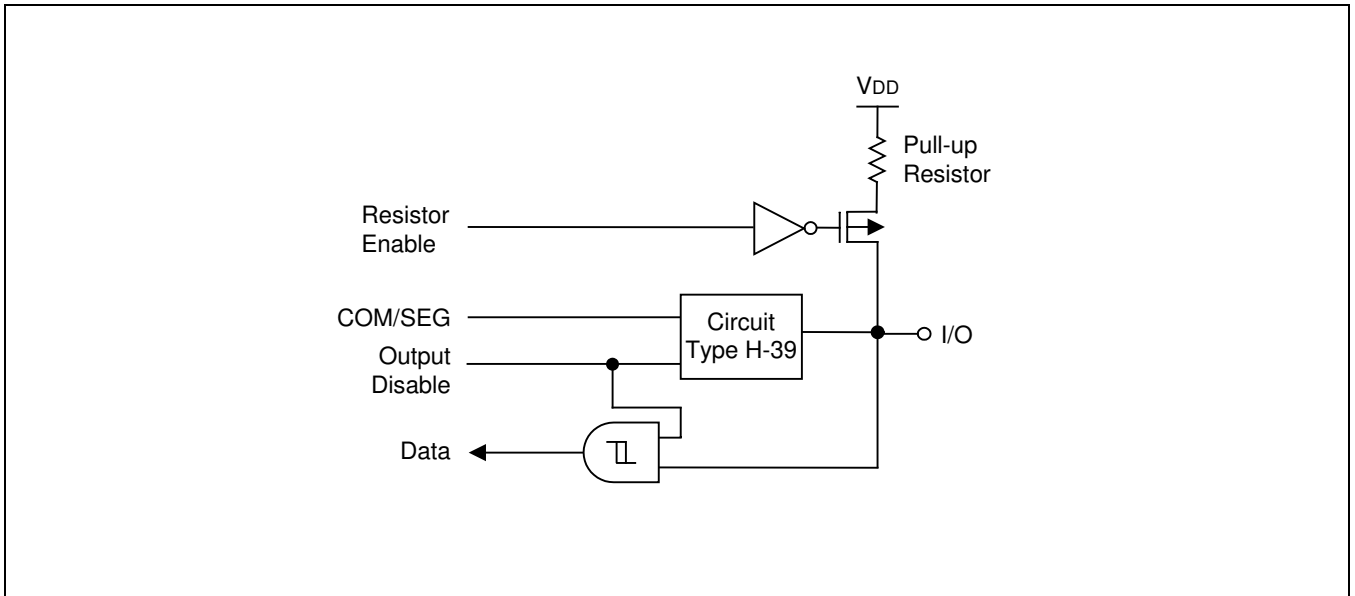 VDD
Pull-up
Resistor
Resistor
Enable
COM/SEG
Circuit
Type H-39
I/O
Output
Disable
Data